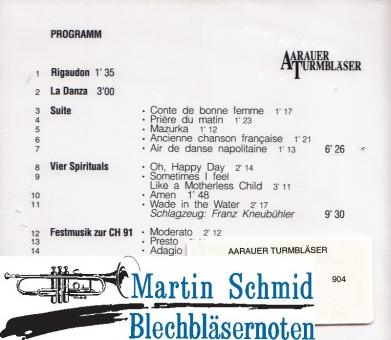 PROGRAMM
AARAUER
TURMBLÄSER
1 Rigaudon 1' 35
2 La Danza 3'00
3 Suite • Conte de bonne femme 1' 17
4 • Prière du matin 1' 23
5 • Mazurka 1' 12
6 • Ancienne chanson française 1' 21
7 • Air de danse napolitaine 1' 13 6' 26
8 Vier Spirituals • Oh, Happy Day 2' 14
9 • Sometimes I feel
Like a Motherless Child 3' 11
10 • Amen 1' 48
11 • Wade in the Water 2' 17
Schlagzeug: Franz Kneubühler 9' 30
12 Festmusik zur CH 91 • Moderato 2' 12
13 • Presto
14 • Adagio
AARAUER TURMBLÄSER
904
Martin Schmid
Blechbläsernoten